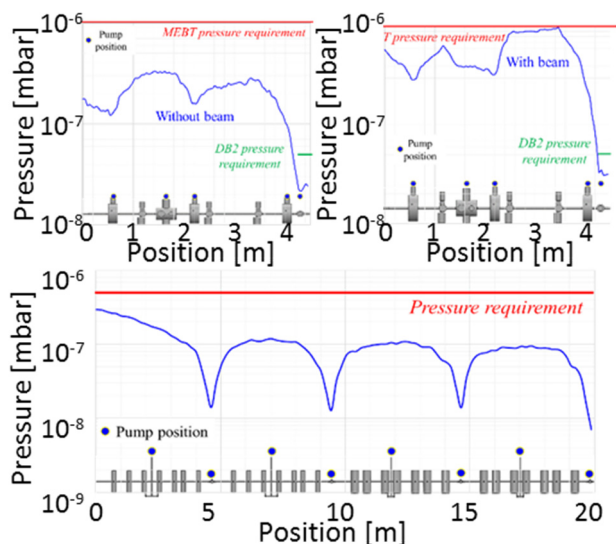 10⁻⁶
MEBT pressure requirement
Pump
position
10⁻⁷
Without beam
DB2 pressure
requirement
10⁻⁸
0 1 2 3 4
Position [m]
Pressure [mbar]
10⁻⁶
T pressure requirement
With beam
10⁻⁷
Pump
position
DB2 pressure
requirement
10⁻⁸
0 1 2 3 4
Position [m]
Pressure [mbar]
10⁻⁶
Pressure requirement
10⁻⁷
10⁻⁸
Pump position
10⁻⁹
0 5 10 15 20
Position [m]
Pressure [mbar]